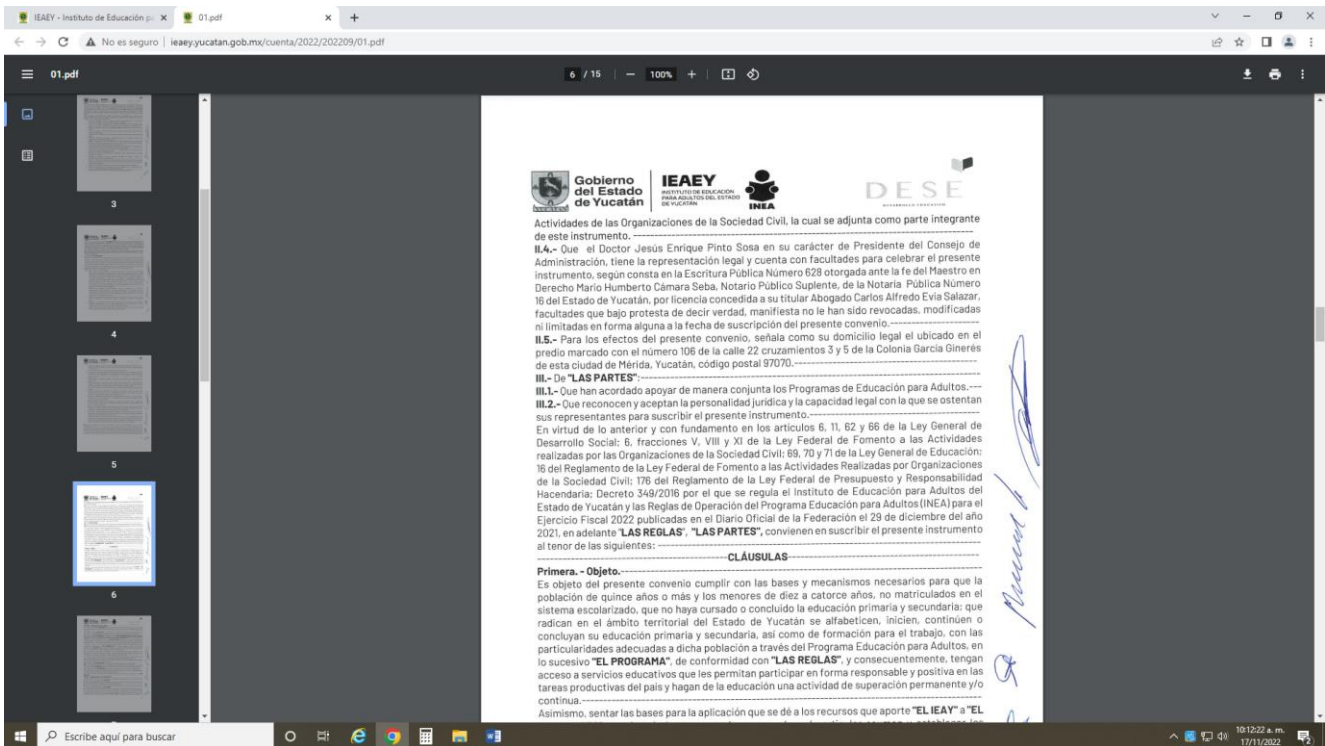 IEAEY - Instituto de Educación p
01.pdf
No es seguro
ieaey.yucatan.gob.mx/cuenta/2022/202209/01.pdf
01.pdf
6 / 15
100%
3
4
5
6
Gobierno
del Estado
de Yucatán
IEAEY
INSTITUTO DE EDUCACIÓN
PARA ADULTOS DEL ESTADO
DE YUCATÁN
INEA
DESE
Actividades de las Organizaciones de la Sociedad Civil, la cual se adjunta como parte integrante
de este instrumento. ---
II.4.- Que el Doctor Jesús Enrique Pinto Sosa en su carácter de Presidente del Consejo de
Administración, tiene la representación legal y cuenta con facultades para celebrar el presente
instrumento, según consta en la Escritura Pública Número 628 otorgada ante la fe del Maestro en
Derecho Mario Humberto Cámara Seba, Notario Público Suplente, de la Notaria Pública Número
16 del Estado de Yucatán, por licencia concedida a su titular Abogado Carlos Alfredo Evia Salazar,
facultades que bajo protesta de decir verdad, manifiesta no le han sido revocadas, modificadas
ni limitadas en forma alguna a la fecha de suscripción del presente convenio.---
II.5.- Para los efectos del presente convenio, señala como su domicilio legal el ubicado en el
predio marcado con el número 106 de la calle 22 cruzamientos 3 y 5 de la Colonia García Ginerés
de esta ciudad de Mérida, Yucatán, código postal 97070.---
III.- De "LAS PARTES":---
III.1.- Que han acordado apoyar de manera conjunta los Programas de Educación para Adultos.---
III.2.- Que reconocen y aceptan la personalidad jurídica y la capacidad legal con la que se ostentan
sus representantes para suscribir el presente instrumento.---
En virtud de lo anterior y con fundamento en los artículos 6, 11, 62 y 66 de la Ley General de
Desarrollo Social; 6, fracciones V, VIII y XI de la Ley Federal de Fomento a las Actividades
realizadas por las Organizaciones de la Sociedad Civil; 69, 70 y 71 de la Ley General de Educación;
16 del Reglamento de la Ley Federal de Fomento a las Actividades Realizadas por Organizaciones
de la Sociedad Civil; 176 del Reglamento de la Ley Federal de Presupuesto y Responsabilidad
Hacendaria; Decreto 349/2016 por el que se regula el Instituto de Educación para Adultos del
Estado de Yucatán y las Reglas de Operación del Programa Educación para Adultos (INEA) para el
Ejercicio Fiscal 2022 publicadas en el Diario Oficial de la Federación el 29 de diciembre del año
2021, en adelante "LAS REGLAS", "LAS PARTES", convienen en suscribir el presente instrumento
al tenor de las siguientes: ---
---CLÁUSULAS---
Primera. - Objeto.---
Es objeto del presente convenio cumplir con las bases y mecanismos necesarios para que la
población de quince años o más y los menores de diez a catorce años, no matriculados en el
sistema escolarizado, que no haya cursado o concluido la educación primaria y secundaria; que
radican en el ámbito territorial del Estado de Yucatán se alfabeticen, inicien, continúen o
concluyan su educación primaria y secundaria, así como de formación para el trabajo, con las
particularidades adecuadas a dicha población a través del Programa Educación para Adultos, en
lo sucesivo "EL PROGRAMA", de conformidad con "LAS REGLAS", y consecuentemente, tengan
acceso a servicios educativos que les permitan participar en forma responsable y positiva en las
tareas productivas del país y hagan de la educación una actividad de superación permanente y/o
continua.---
Asimismo, sentar las bases para la aplicación que se dé a los recursos que aporte "EL IEAY" a "EL
Escribe aquí para buscar
10:12:22 a. m.
17/11/2022